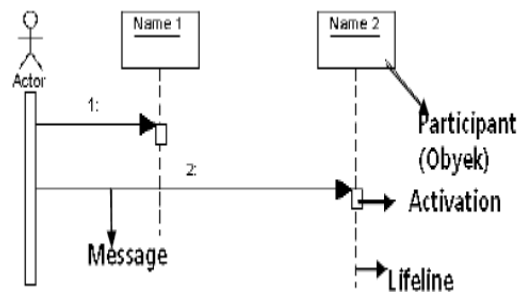 Name 1
Name 2
Actor
1:
Participant
(Obyek)
2:
Activation
Message
Lifeline